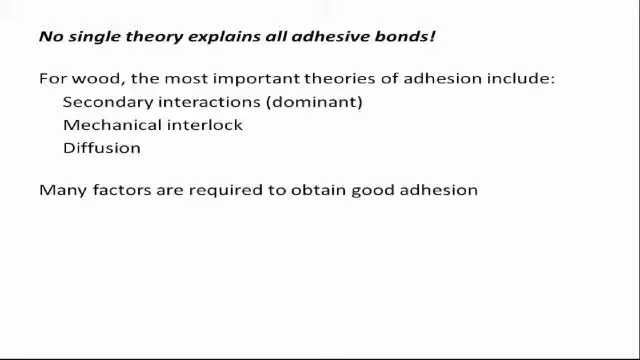 No single theory explains all adhesive bonds!
For wood, the most important theories of adhesion include:
Secondary interactions (dominant)
Mechanical interlock
Diffusion
Many factors are required to obtain good adhesion